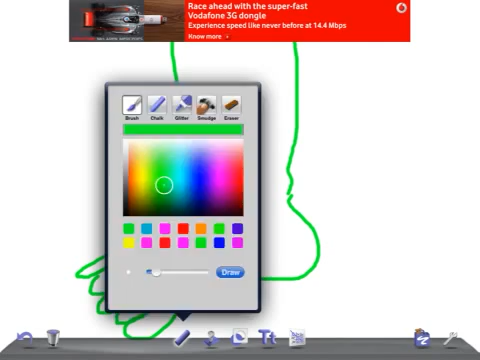 Race ahead with the super-fast
Vodafone 3G dongle
Experience speed like never before at 14.4 Mbps
Know more
Brush Chalk Glitter Smudge Eraser
Draw
Tt